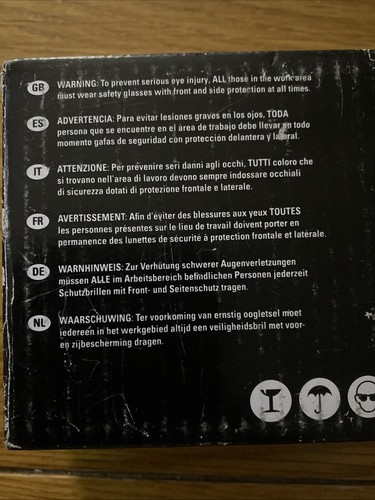 GB WARNING: To prevent serious eye injury, ALL those in the work area
must wear safety glasses with front and side protection at all times.
ES ADVERTENCIA: Para evitar lesiones graves en los ojos, TODA
persona que se encuentre en el área de trabajo debe llevar en todo
momento gafas de seguridad con protección delantera y lateral.
IT ATTENZIONE: Per prevenire seri danni agli occhi, TUTTI coloro che
si trovano nell'area di lavoro devono sempre indossare occhiali
di sicurezza dotati di protezione frontale e laterale.
FR AVERTISSEMENT: Afin d'éviter des blessures aux yeux TOUTES
les personnes présentes sur le lieu de travail doivent porter en
permanence des lunettes de sécurité à protection frontale et latérale.
DE WARNHINWEIS: Zur Verhütung schwerer Augenverletzungen
müssen ALLE im Arbeitsbereich befindlichen Personen jederzeit
Schutzbrillen mit Front- und Seitenschutz tragen.
NL WAARSCHUWING: Ter voorkoming van ernstig oogletsel moet
iedereen in het werkgebied altijd een veiligheidsbril met voor-
en zijbescherming dragen.